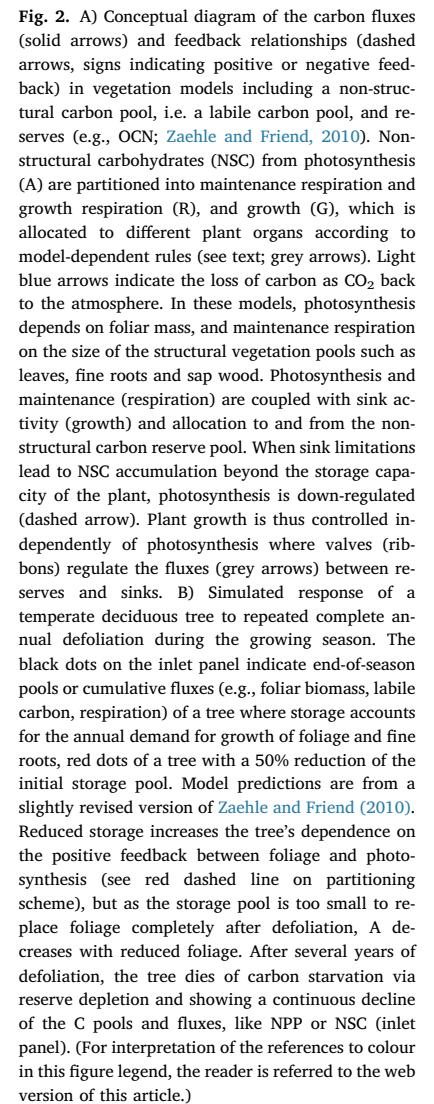 Fig. 2. A) Conceptual diagram of the carbon fluxes
(solid arrows) and feedback relationships (dashed
arrows, signs indicating positive or negative feed-
back) in vegetation models including a non-struc-
tural carbon pool, i.e. a labile carbon pool, and re-
serves (e.g., OCN; Zaehle and Friend, 2010). Non-
structural carbohydrates (NSC) from photosynthesis
(A) are partitioned into maintenance respiration and
growth respiration (R), and growth (G), which is
allocated to different plant organs according to
model-dependent rules (see text; grey arrows). Light
blue arrows indicate the loss of carbon as CO₂ back
to the atmosphere. In these models, photosynthesis
depends on foliar mass, and maintenance respiration
on the size of the structural vegetation pools such as
leaves, fine roots and sap wood. Photosynthesis and
maintenance (respiration) are coupled with sink ac-
tivity (growth) and allocation to and from the non-
structural carbon reserve pool. When sink limitations
lead to NSC accumulation beyond the storage capa-
city of the plant, photosynthesis is down-regulated
(dashed arrow). Plant growth is thus controlled in-
dependently of photosynthesis where valves (rib-
bons) regulate the fluxes (grey arrows) between re-
serves and sinks. B) Simulated response of a
temperate deciduous tree to repeated complete an-
nual defoliation during the growing season. The
black dots on the inlet panel indicate end-of-season
pools or cumulative fluxes (e.g., foliar biomass, labile
carbon, respiration) of a tree where storage accounts
for the annual demand for growth of foliage and fine
roots, red dots of a tree with a 50% reduction of the
initial storage pool. Model predictions are from a
slightly revised version of Zaehle and Friend (2010).
Reduced storage increases the tree's dependence on
the positive feedback between foliage and photo-
synthesis (see red dashed line on partitioning
scheme), but as the storage pool is too small to re-
place foliage completely after defoliation, A de-
creases with reduced foliage. After several years of
defoliation, the tree dies of carbon starvation via
reserve depletion and showing a continuous decline
of the C pools and fluxes, like NPP or NSC (inlet
panel). (For interpretation of the references to colour
in this figure legend, the reader is referred to the web
version of this article.)